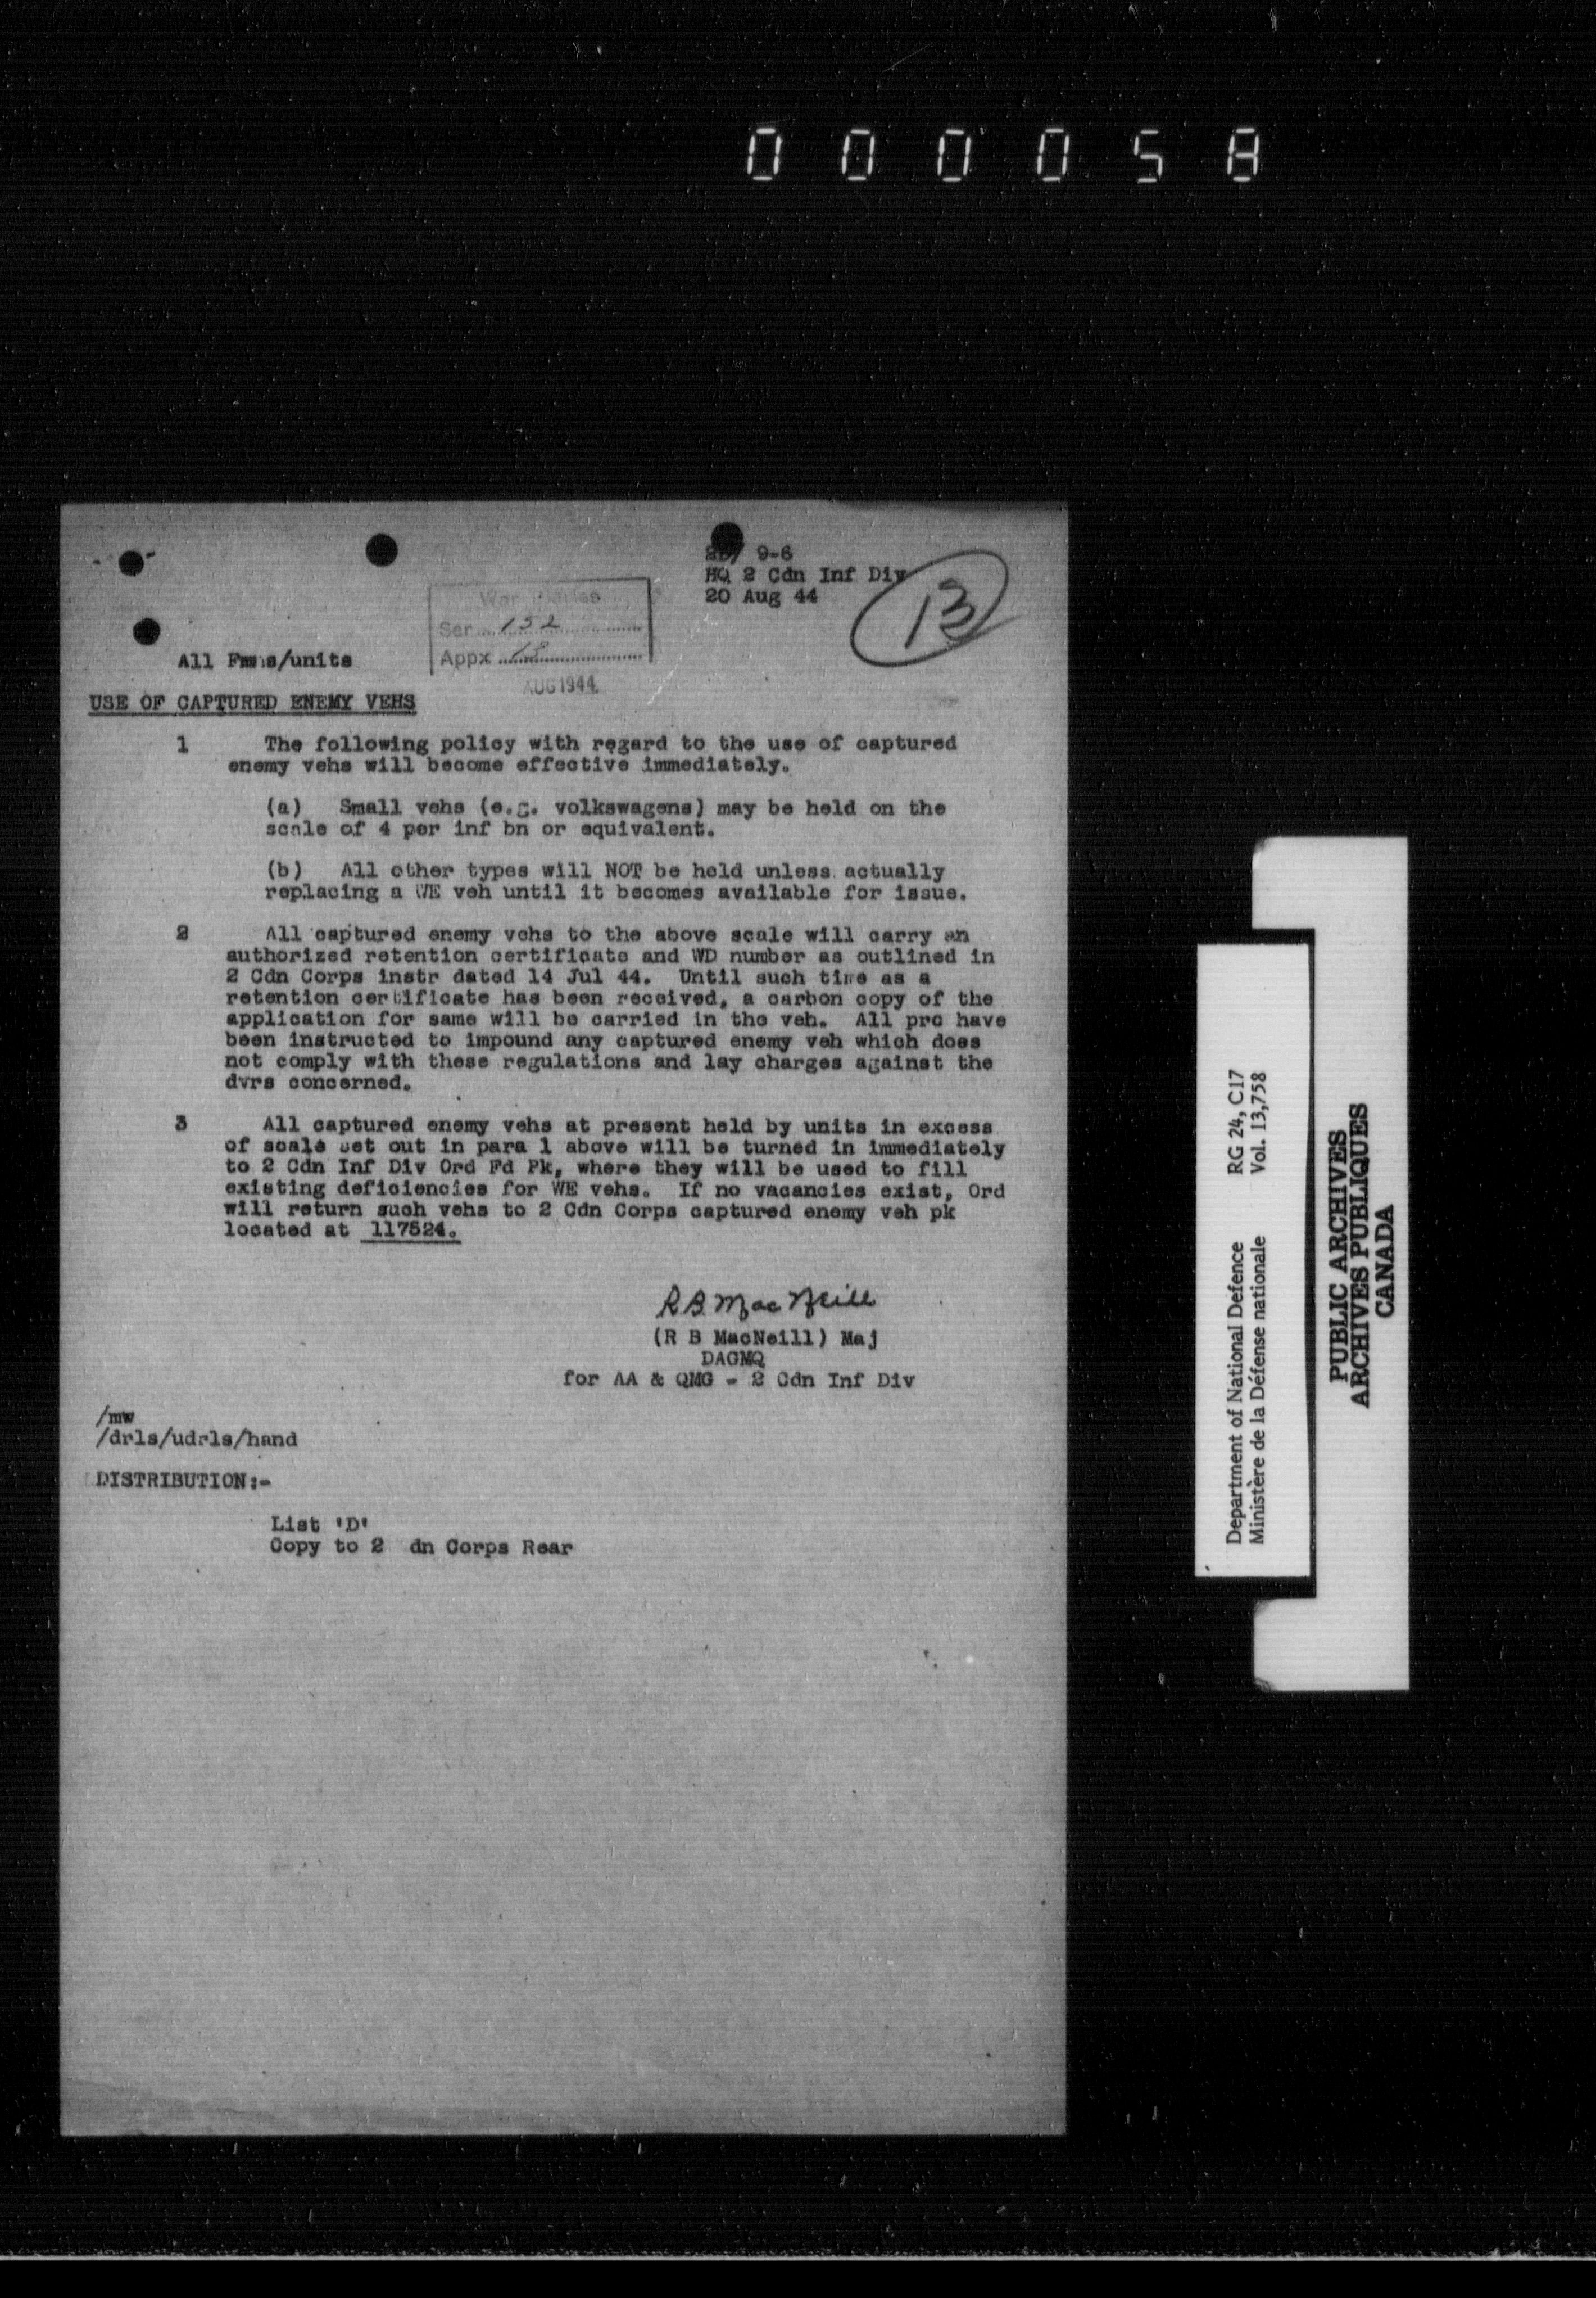 000058
9-6
HQ 2 Cdn Inf Div
20 Aug 44
13
War Diaries
Ser 132
Appx 13
AUG 1944
All Fmns/units
USE OF CAPTURED ENEMY VEHS
1 The following policy with regard to the use of captured
enemy vehs will become effective immediately.
(a) Small vehs (e.g. volkswagens) may be held on the
scale of 4 per inf bn or equivalent.
(b) All other types will NOT be held unless actually
replacing a WE veh until it becomes available for issue.
2 All captured enemy vehs to the above scale will carry an
authorized retention certificate and WD number as outlined in
2 Cdn Corps instr dated 14 Jul 44. Until such time as a
retention certificate has been received, a carbon copy of the
application for same will be carried in the veh. All pro have
been instructed to impound any captured enemy veh which does
not comply with these regulations and lay charges against the
dvrs concerned.
3 All captured enemy vehs at present held by units in excess
of scale set out in para 1 above will be turned in immediately
to 2 Cdn Inf Div Ord Fd Pk, where they will be used to fill
existing deficiencies for WE vehs. If no vacancies exist, Ord
will return such vehs to 2 Cdn Corps captured enemy veh pk
located at 117524.
R B MacNeill
(R B MacNeill) Maj
DAGMQ
for AA & QMG - 2 Cdn Inf Div
/mw
/drls/udrls/hand
DISTRIBUTION:-
List 'D'
Copy to 2 dn Corps Rear
Department of National Defence RG 24, C17
Ministère de la Défense nationale Vol. 13,758
PUBLIC ARCHIVES
ARCHIVES PUBLIQUES
CANADA